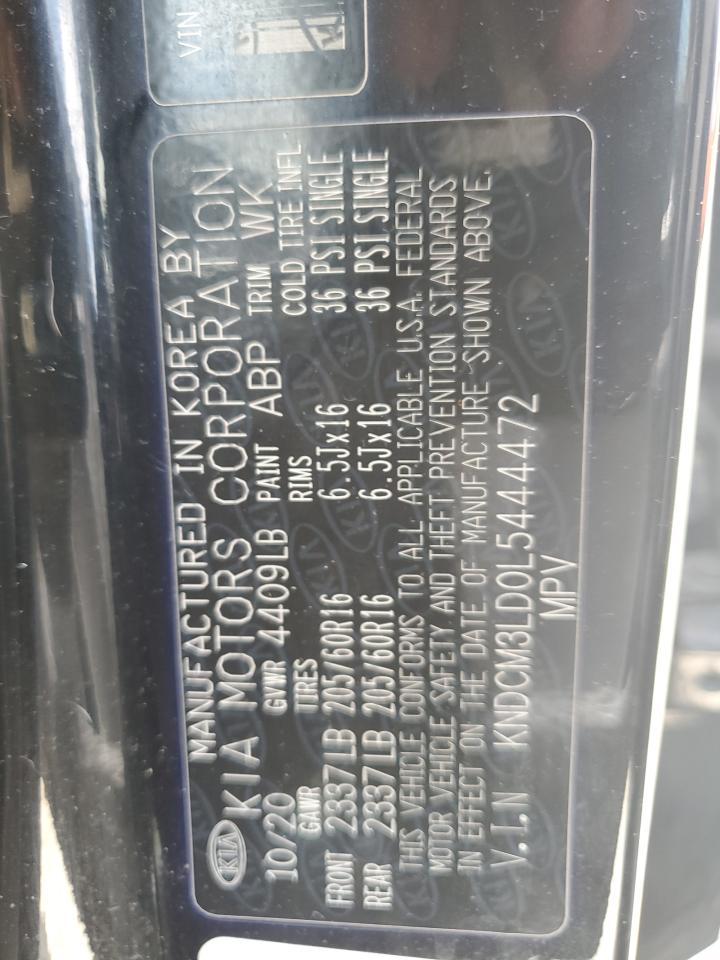 VIN
MANUFACTURED IN KOREA BY
KIA KIA MOTORS CORPORATION
10/20 GVWR 4409LB PAINT ABP TRIM WK
GAWR TIRES RIMS COLD TIRE INFL
FRONT 2337LB 205/60R16 6.5Jx16 36 PSI SINGLE
REAR 2337LB 205/60R16 6.5Jx16 36 PSI SINGLE
THIS VEHICLE CONFORMS TO ALL APPLICABLE U.S.A. FEDERAL
MOTOR VEHICLE SAFETY AND THEFT PREVENTION STANDARDS
IN EFFECT ON THE DATE OF MANUFACTURE SHOWN ABOVE.
V.I.N KNDCM3LD0L5444472
MPV